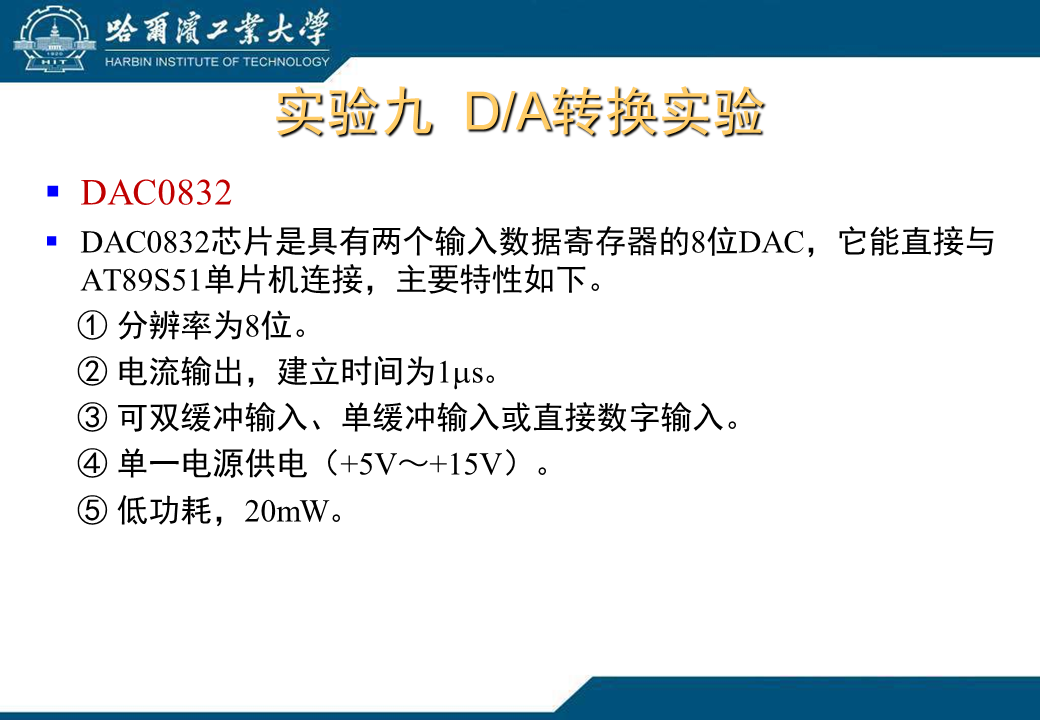 哈尔滨工业大学
HARBIN INSTITUTE OF TECHNOLOGY
HIT
实验九 D/A转换实验
DAC0832
DAC0832芯片是具有两个输入数据寄存器的8位DAC，它能直接与
AT89S51单片机连接，主要特性如下。
① 分辨率为8位。
② 电流输出，建立时间为1μs。
③ 可双缓冲输入、单缓冲输入或直接数字输入。
④ 单一电源供电（+5V～+15V）。
⑤ 低功耗，20mW。